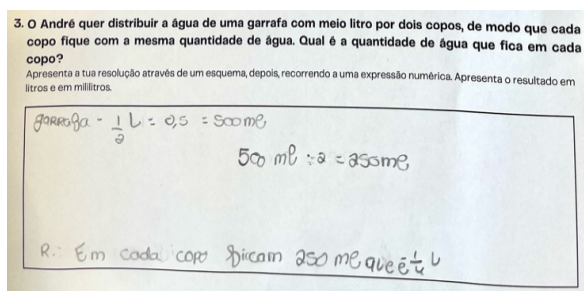 3. O André quer distribuir a água de uma garrafa com meio litro por dois copos, de modo que cada
copo fique com a mesma quantidade de água. Qual é a quantidade de água que fica em cada
copo?
Apresenta a tua resolução através de um esquema, depois, recorrendo a uma expressão numérica. Apresenta o resultado em
litros e em mililitros.
garrafa - 1/2 L = 0,5 = 500 ml
500 ml : 2 = 250 ml
R.: Em cada copo ficam 250 ml que é 1/4 L